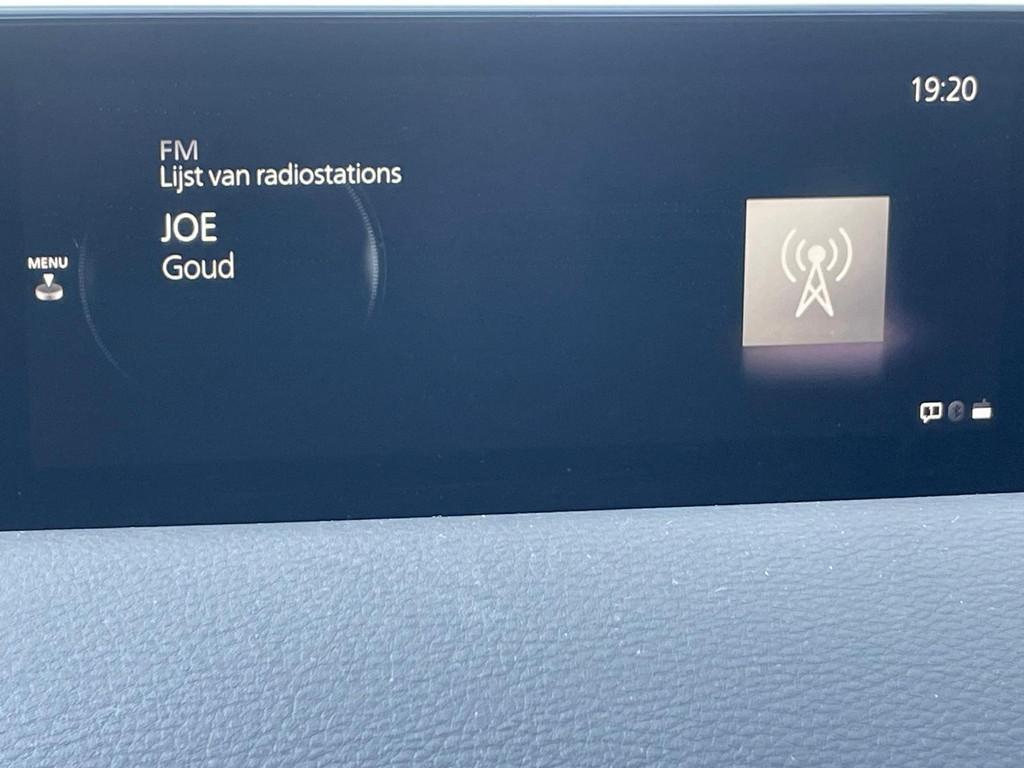 19:20
FM
Lijst van radiostations
JOE
Goud
MENU